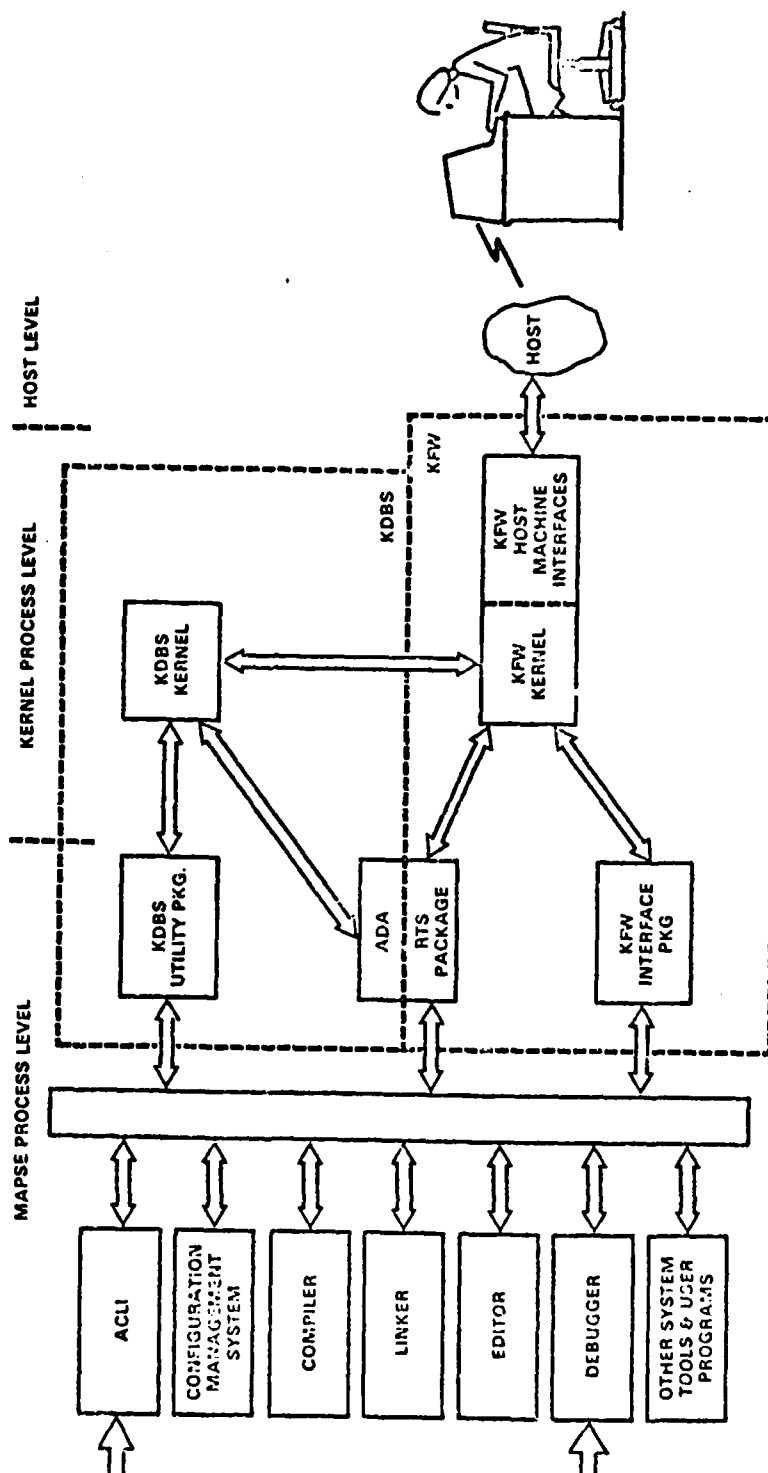 MAPSE PROCESS LEVEL
KERNEL PROCESS LEVEL
HOST LEVEL
ACLI
CONFIGURATION
MANAGEMENT
SYSTEM
COMPILER
LINKER
EDITOR
DEBUGGER
OTHER SYSTEM
TOOLS & USER
PROGRAMS
KDBS
UTILITY PKG.
ADA
RTS
PACKAGE
KFW
INTERFACE
PKG
KDBS
KERNEL
KDBS
KFW
KFW
KERNEL
KFW
HOST
MACHINE
INTERFACES
HOST